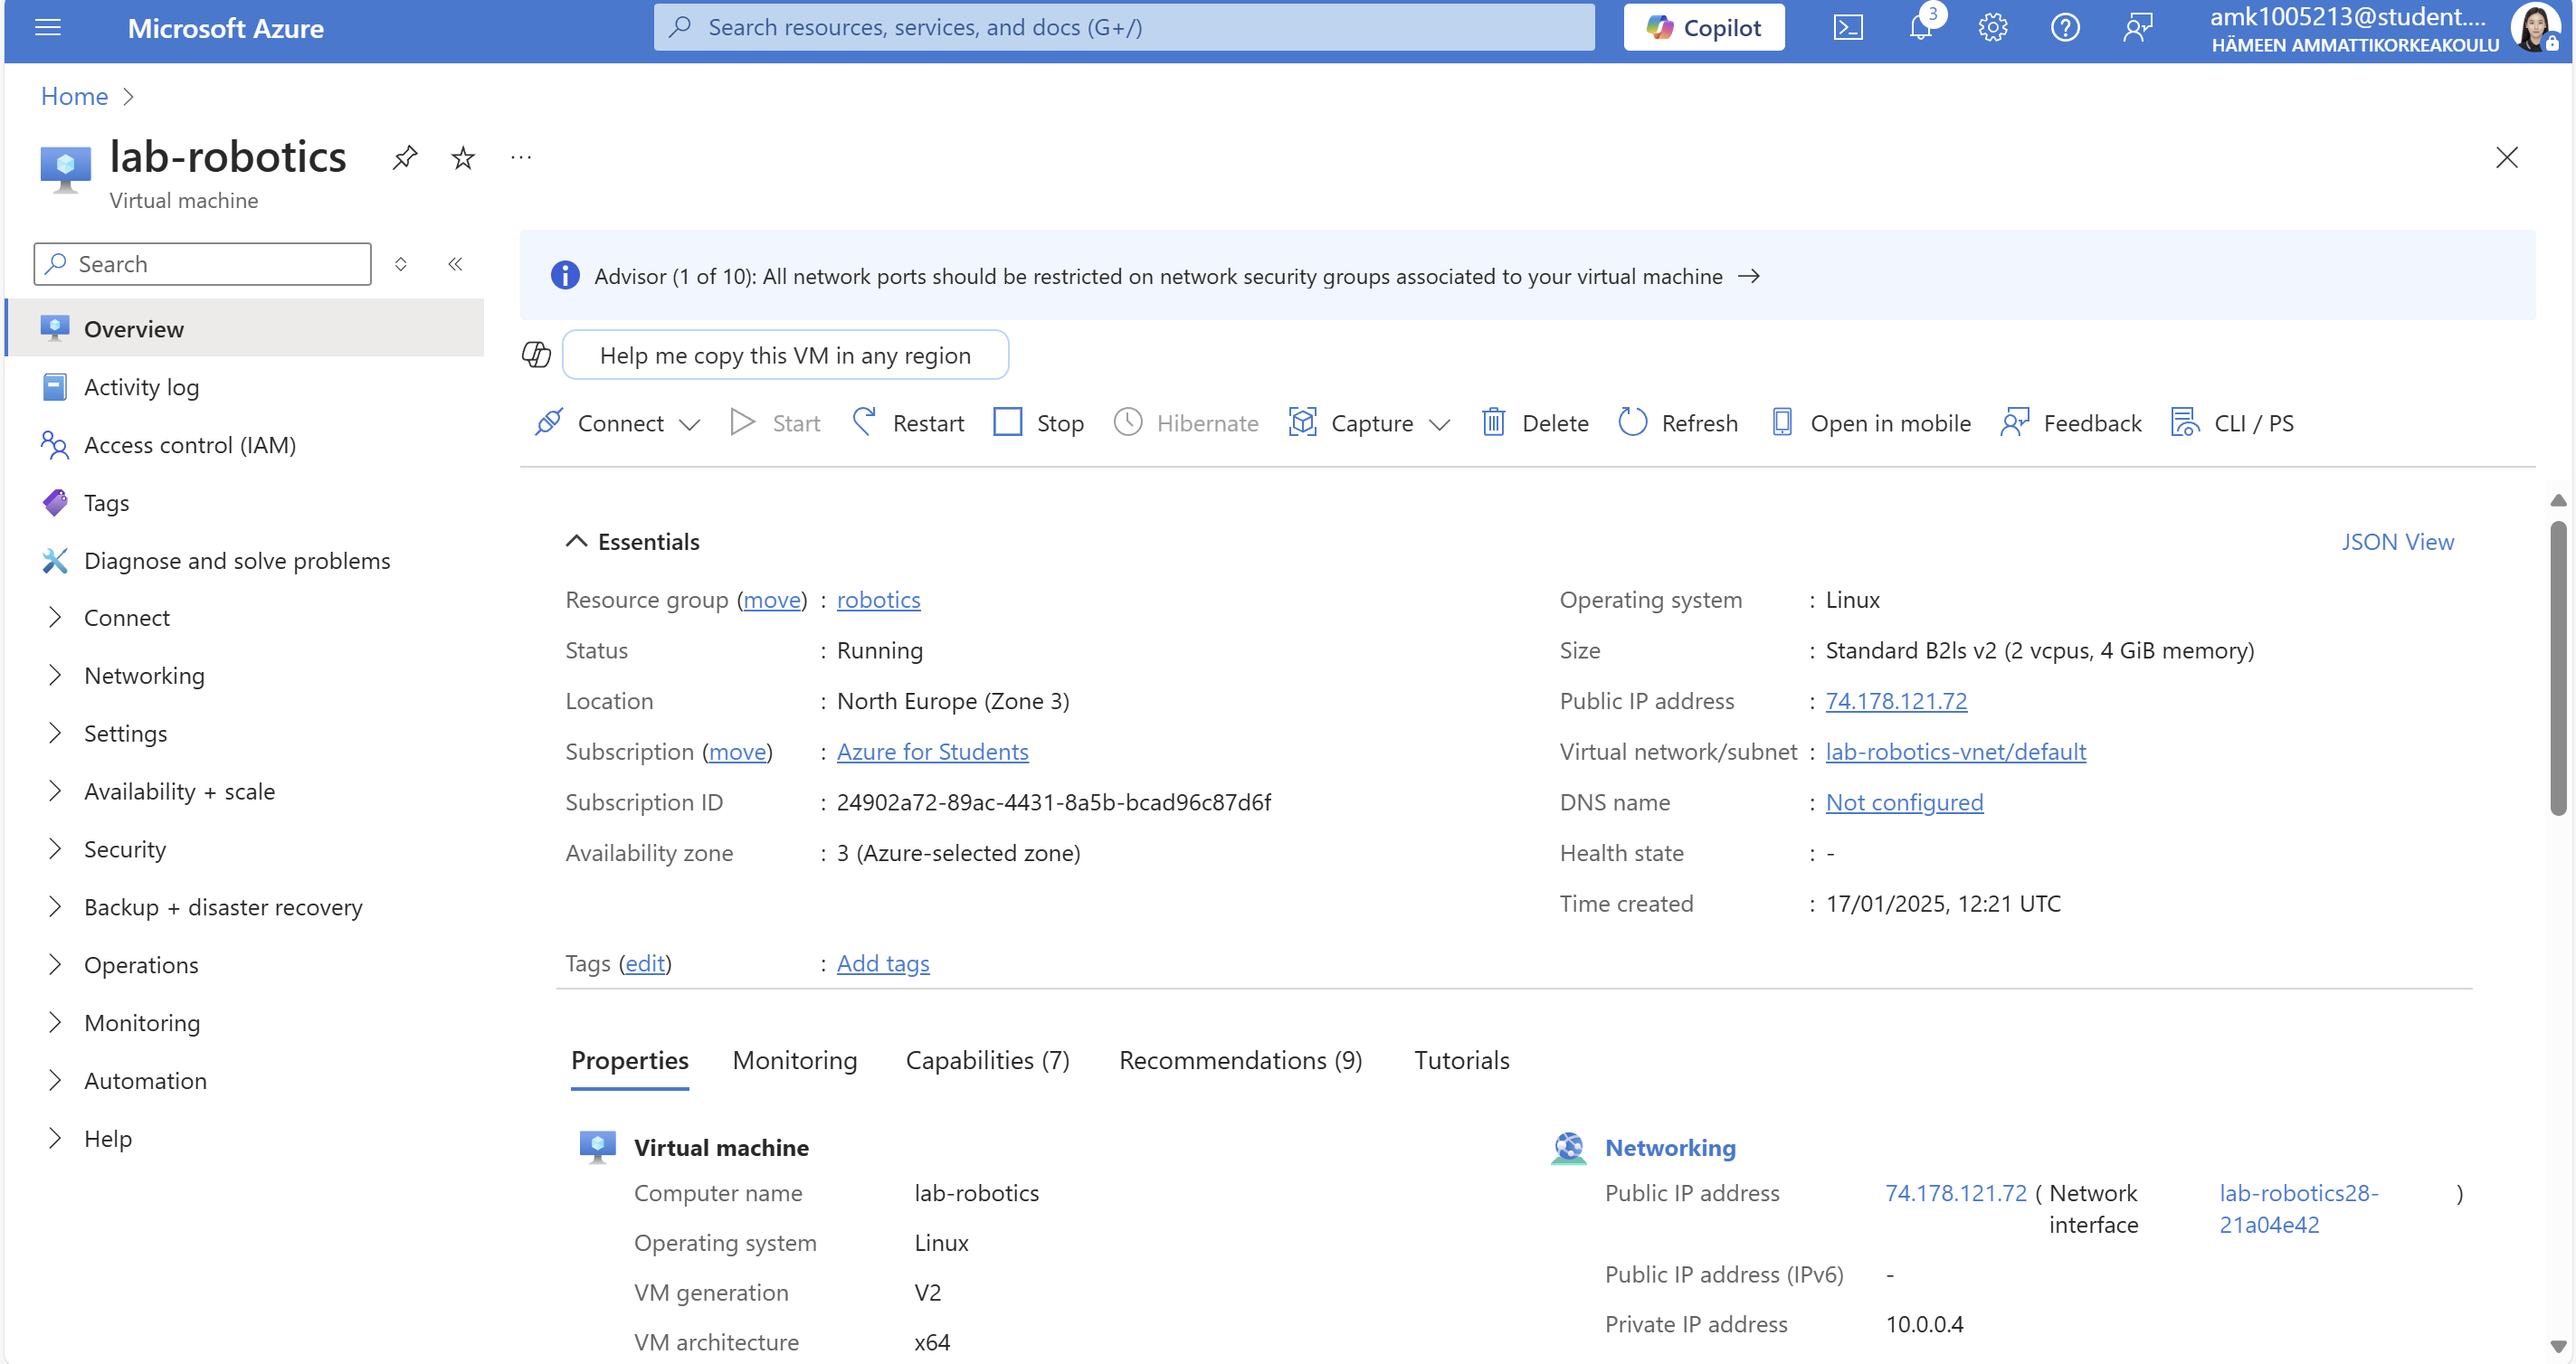 Microsoft Azure
Search resources, services, and docs (G+/)
Copilot
3
amk1005213@student....
HÄMEEN AMMATTIKORKEAKOULU
Home
lab-robotics
Virtual machine
Search
Overview
Activity log
Access control (IAM)
Tags
Diagnose and solve problems
Connect
Networking
Settings
Availability + scale
Security
Backup + disaster recovery
Operations
Monitoring
Automation
Help
Advisor (1 of 10): All network ports should be restricted on network security groups associated to your virtual machine →
Help me copy this VM in any region
Connect Start Restart Stop Hibernate Capture Delete Refresh Open in mobile Feedback CLI / PS
Essentials
JSON View
Resource group (move) : robotics
Status : Running
Location : North Europe (Zone 3)
Subscription (move) : Azure for Students
Subscription ID : 24902a72-89ac-4431-8a5b-bcad96c87d6f
Availability zone : 3 (Azure-selected zone)
Operating system : Linux
Size : Standard B2ls v2 (2 vcpus, 4 GiB memory)
Public IP address : 74.178.121.72
Virtual network/subnet : lab-robotics-vnet/default
DNS name : Not configured
Health state : -
Time created : 17/01/2025, 12:21 UTC
Tags (edit) : Add tags
Properties Monitoring Capabilities (7) Recommendations (9) Tutorials
Virtual machine
Computer name lab-robotics
Operating system Linux
VM generation V2
VM architecture x64
Networking
Public IP address 74.178.121.72 ( Network lab-robotics28- )
interface 21a04e42
Public IP address (IPv6) -
Private IP address 10.0.0.4